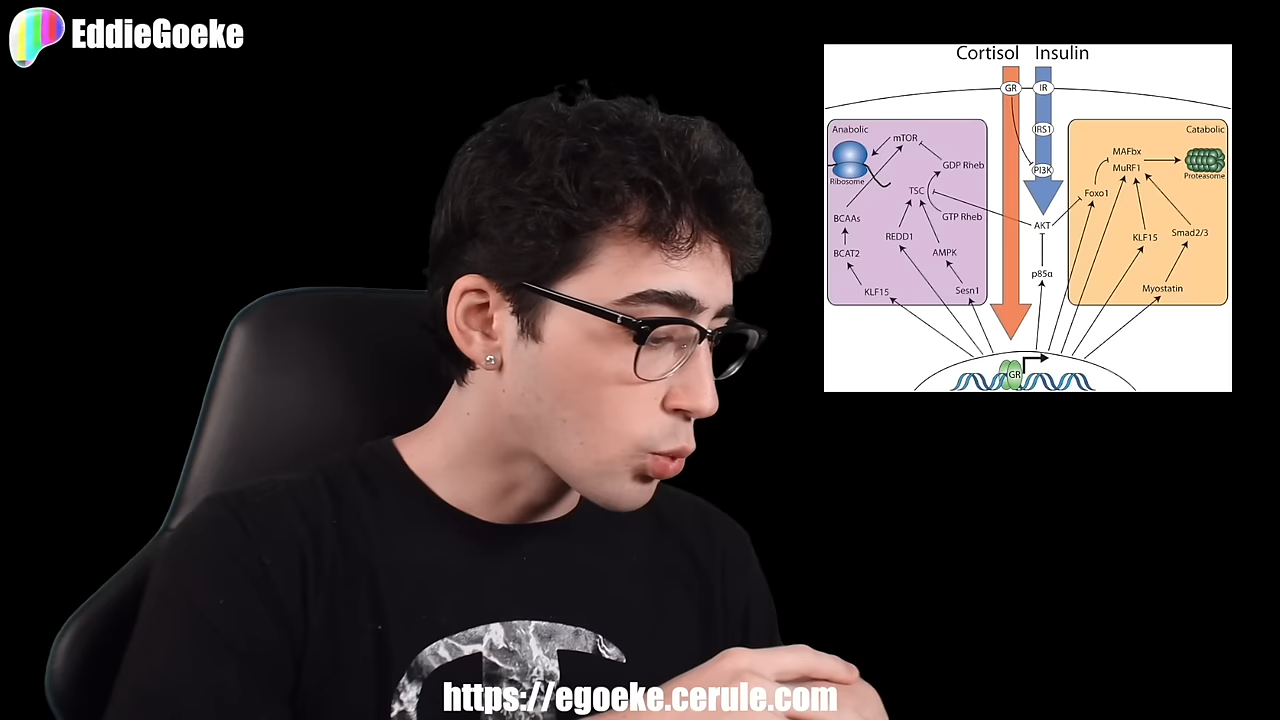 EddieGoeke
Cortisol Insulin
GR IR
Anabolic
Catabolic
mTOR
IRS1
MAFbx
MuRF1
Ribosome
GDP Rheb
PI3K
Proteasome
TSC
Foxo1
BCAAs
GTP Rheb
AKT
REDD1
KLF15
Smad2/3
BCAT2
AMPK
p85α
KLF15
Sesn1
Myostatin
GR
https://egoeke.cerule.com